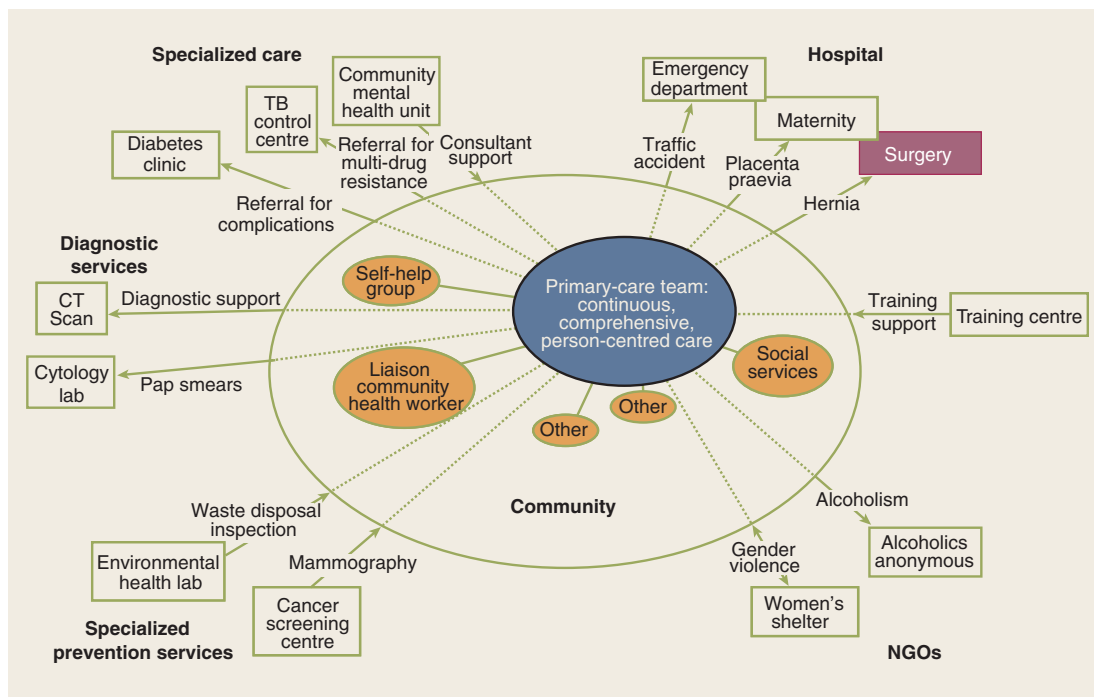 Specialized care
Hospital
Community
mental
health unit
TB
control
centre
Diabetes
clinic
Emergency
department
Maternity
Surgery
Referral for
multi-drug
resistance
Consultant
support
Traffic
accident
Placenta
praevia
Hernia
Referral for
complications
Diagnostic
services
CT
Scan
Diagnostic support
Cytology
lab
Pap smears
Self-help
group
Primary-care team:
continuous,
comprehensive,
person-centred care
Training
support
Training centre
Liaison
community
health worker
Social
services
Other
Other
Community
Waste disposal
inspection
Environmental
health lab
Mammography
Cancer
screening
centre
Specialized
prevention services
Alcoholism
Alcoholics
anonymous
Gender
violence
Women's
shelter
NGOs